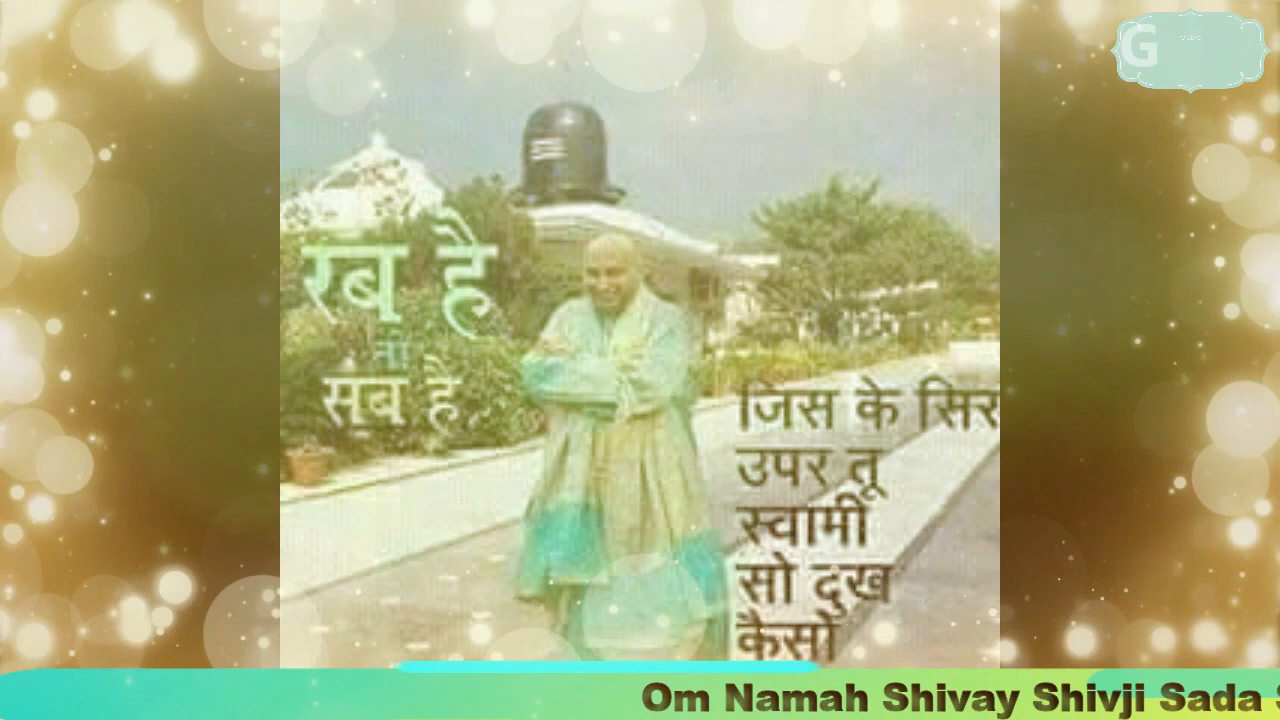 G
रब है
तां
सब है
जिस के सिर
उपर तू
स्वामी
सो दुख
कैसो
Om Namah Shivay Shivji Sada